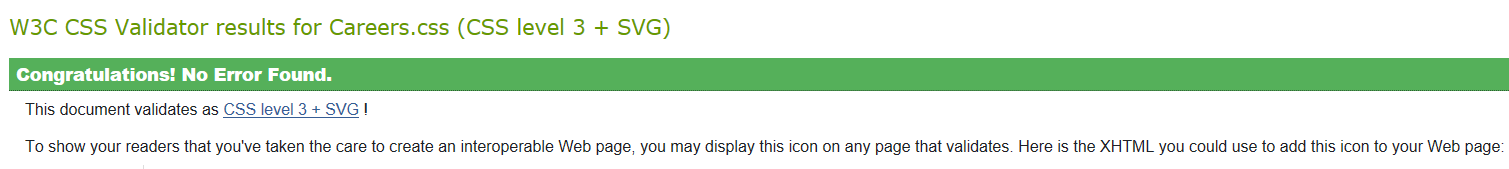 W3C CSS Validator results for Careers.css (CSS level 3 + SVG)
Congratulations! No Error Found.
This document validates as CSS level 3 + SVG !
To show your readers that you've taken the care to create an interoperable Web page, you may display this icon on any page that validates. Here is the XHTML you could use to add this icon to your Web page: